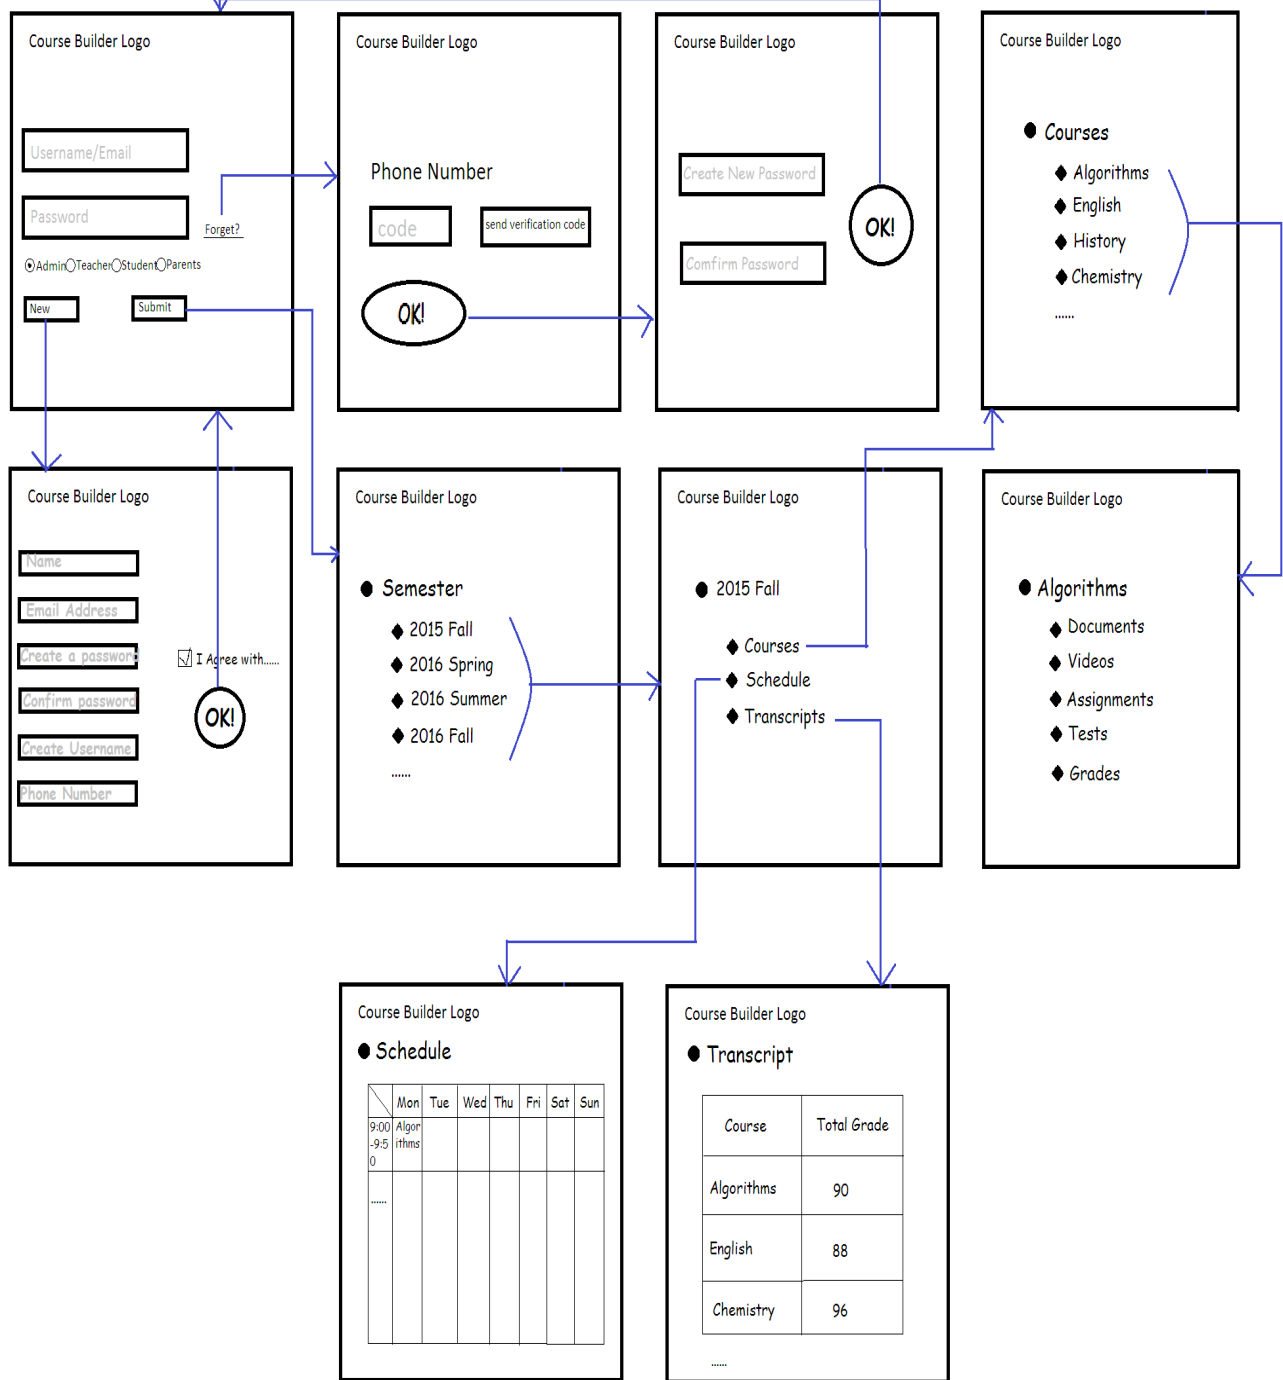 Course Builder Logo
Username/Email
Password
Forget?
Admin Teacher Student Parents
New
Submit
Course Builder Logo
Phone Number
code
send verification code
OK!
Course Builder Logo
Create New Password
Comfirm Password
OK!
Course Builder Logo
Courses
Algorithms
English
History
Chemistry
......
Course Builder Logo
Name
Email Address
Create a password
Confirm password
Create Username
Phone Number
I Agree with......
OK!
Course Builder Logo
Semester
2015 Fall
2016 Spring
2016 Summer
2016 Fall
......
Course Builder Logo
2015 Fall
Courses
Schedule
Transcripts
Course Builder Logo
Algorithms
Documents
Videos
Assignments
Tests
Grades
Course Builder Logo
Schedule
Mon Tue Wed Thu Fri Sat Sun
9:00 Algor
-9:5 ithms
0
......
Course Builder Logo
Transcript
Course Total Grade
Algorithms 90
English 88
Chemistry 96
......